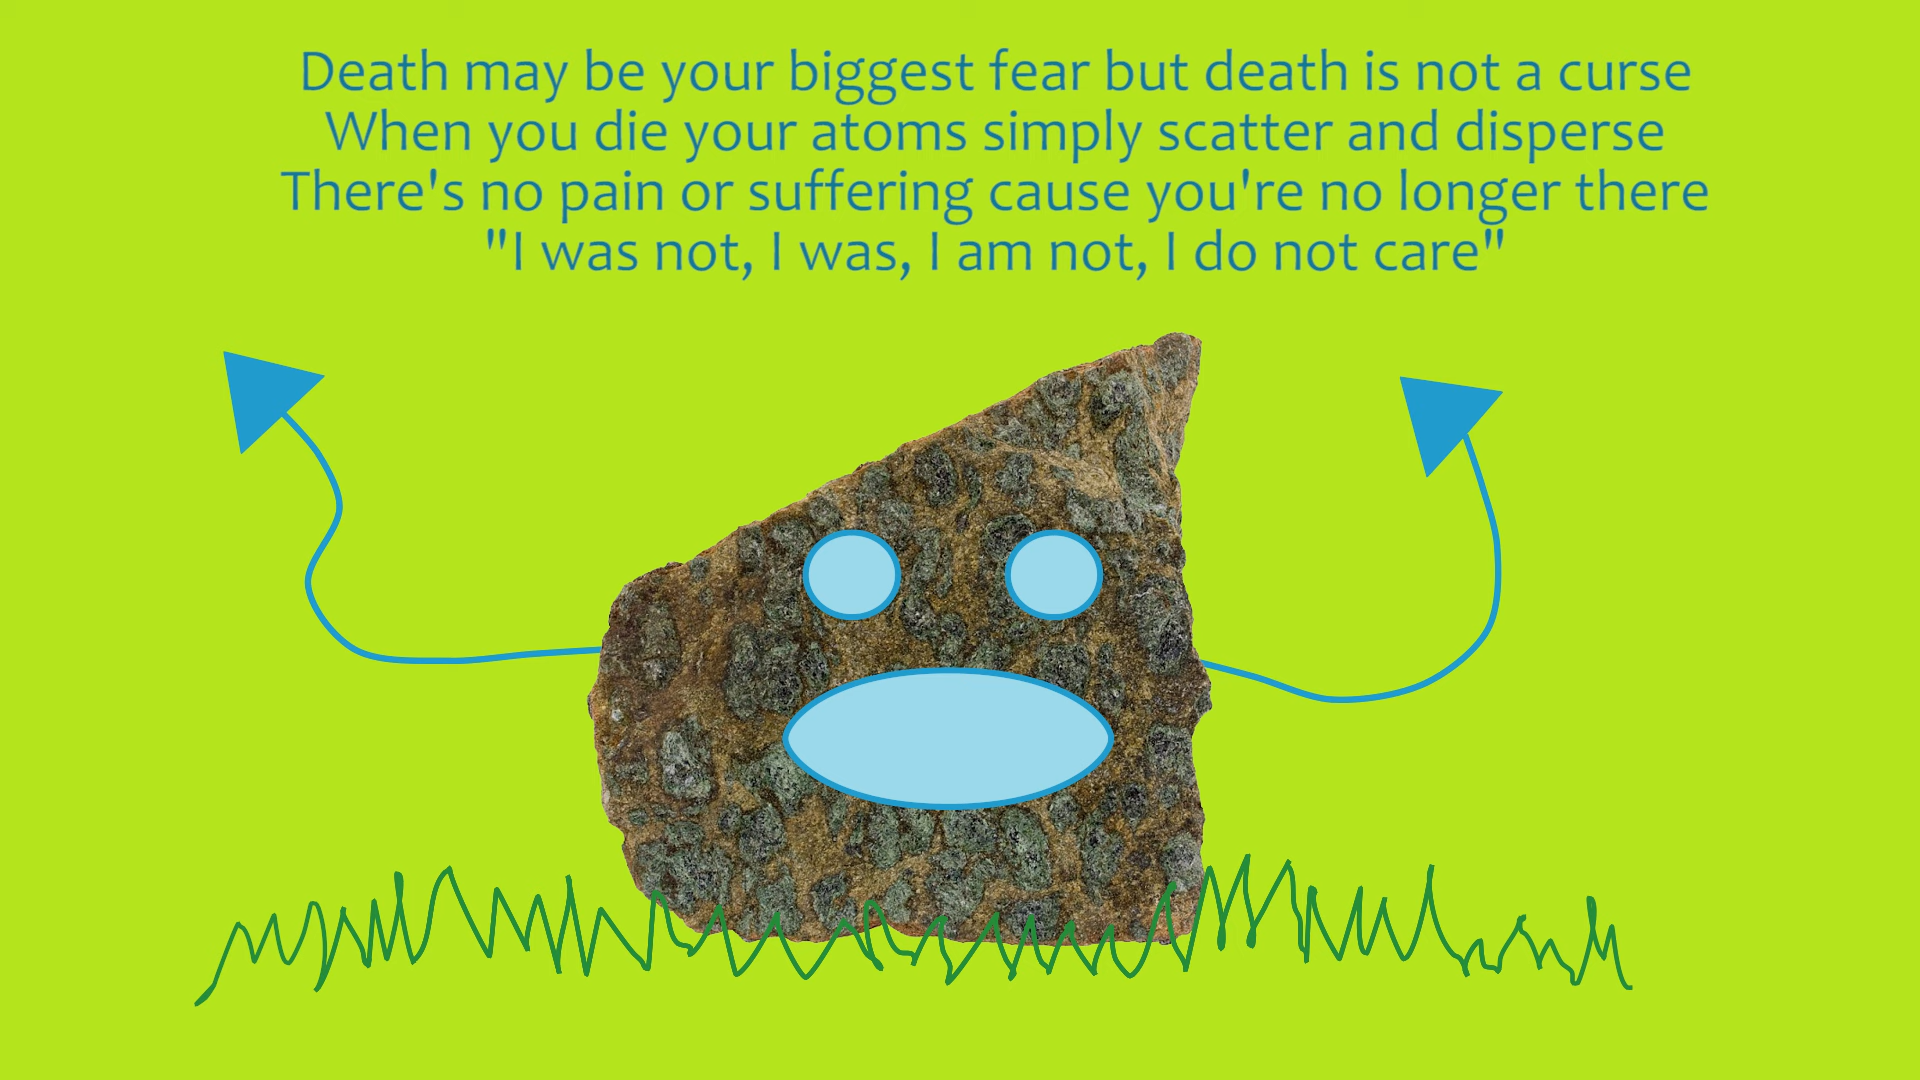 Death may be your biggest fear but death is not a curse
When you die your atoms simply scatter and disperse
There's no pain or suffering cause you're no longer there
"I was not, I was, I am not, I do not care"